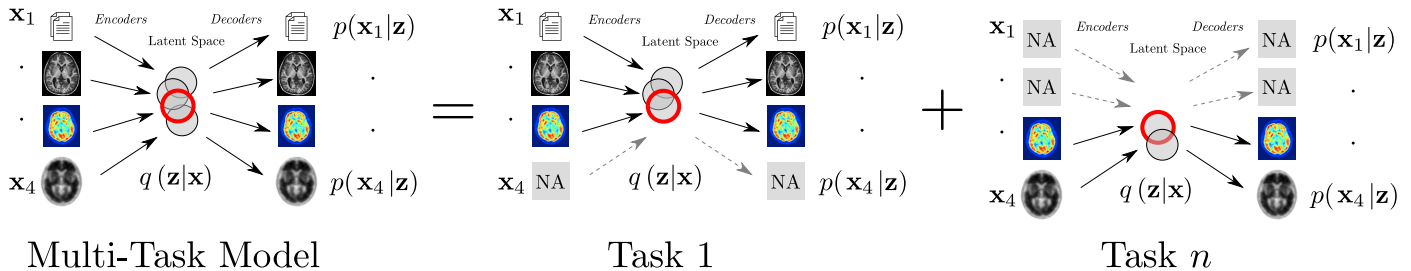 x₁ Encoders Decoders p(x₁|z)
Latent Space
· ·
· ·
x₄ q (z|x) p(x₄|z)
Multi-Task Model
=
x₁ Encoders Decoders p(x₁|z)
Latent Space
· ·
· ·
x₄ NA q (z|x) NA p(x₄|z)
Task 1
+
x₁ NA Encoders Decoders NA p(x₁|z)
Latent Space
· NA NA ·
· ·
x₄ q (z|x) p(x₄|z)
Task n